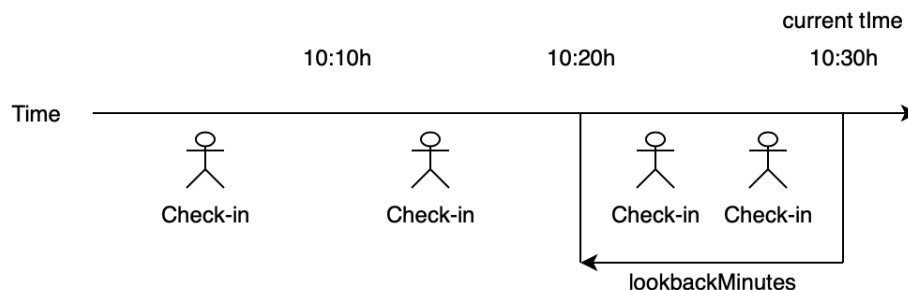 current tIme
10:10h
10:20h
10:30h
Time
Check-in
Check-in
Check-in
Check-in
lookbackMinutes